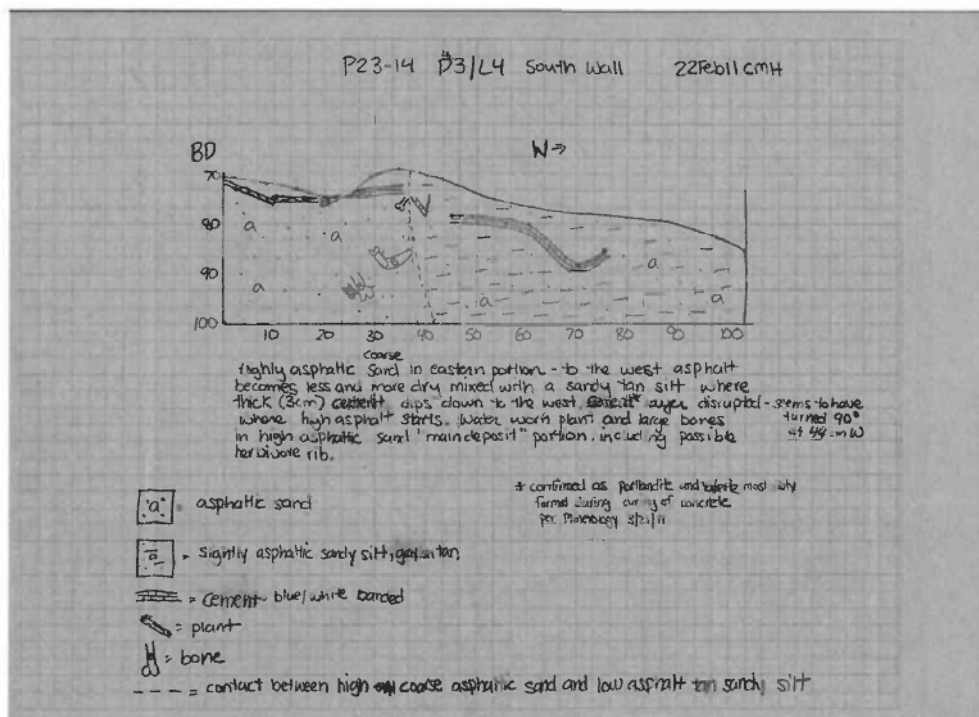 P23-14 D3/L4 South Wall 22Feb11 CMH
BD W→
70
80
90
100
a a a a a a
10 20 30 40 50 60 70 80 90 100
coarse
Highly asphaltic sand in eastern portion - to the west asphalt
becomes less and more dry mixed with a sandy tan silt where
thick (3cm) cement dips down to the west. Cement* layer disrupted - seems to have
where high asphalt starts. Water worn plant and large bones turned 90°
in high asphaltic sand "main deposit" portion, including possible at 44 W
herbivore rib.
* confirmed as portlandite and most
formed during curing of concrete
per Minerology
"a" = asphaltic sand
a = slightly asphaltic sandy silt, tan
= cement - blue/white banded
= plant
= bone
--- = contact between high coarse asphaltic sand and low asphalt tan sandy silt